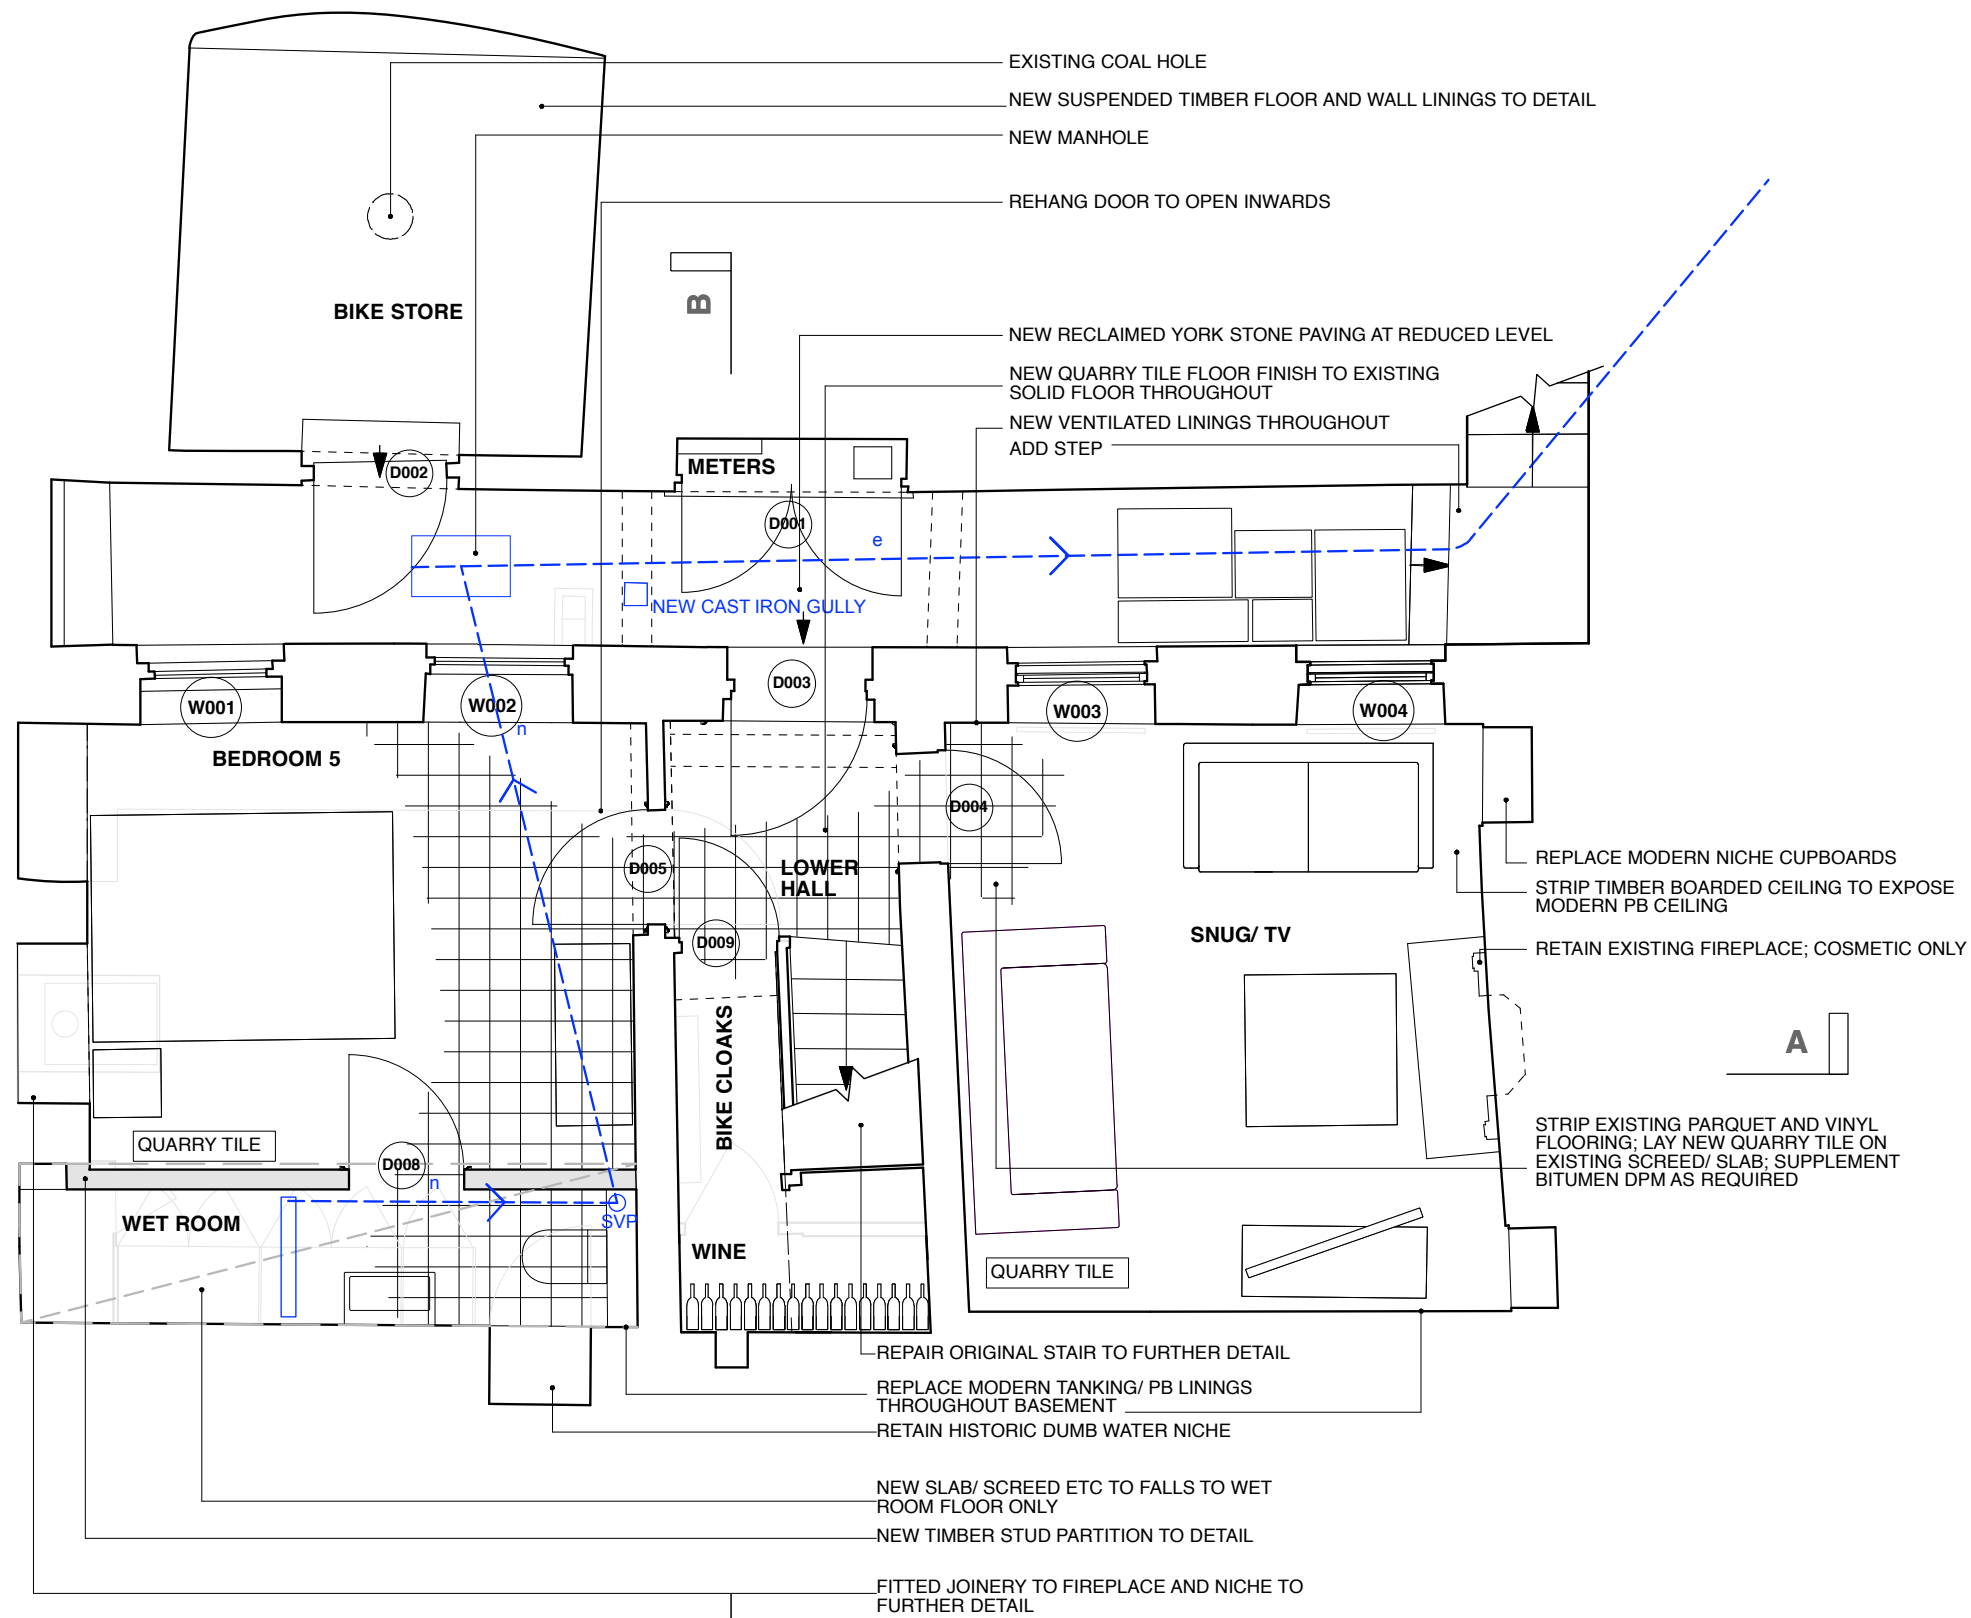 EXISTING COAL HOLE
NEW SUSPENDED TIMBER FLOOR AND WALL LININGS TO DETAIL
NEW MANHOLE
REHANG DOOR TO OPEN INWARDS
BIKE STORE
B
NEW RECLAIMED YORK STONE PAVING AT REDUCED LEVEL
NEW QUARRY TILE FLOOR FINISH TO EXISTING
SOLID FLOOR THROUGHOUT
NEW VENTILATED LININGS THROUGHOUT
ADD STEP
METERS
D002
D001
e
NEW CAST IRON GULLY
D003
W001
W002
W003
W004
n
BEDROOM 5
D004
D005
LOWER
HALL
REPLACE MODERN NICHE CUPBOARDS
STRIP TIMBER BOARDED CEILING TO EXPOSE
MODERN PB CEILING
D009
SNUG/ TV
RETAIN EXISTING FIREPLACE; COSMETIC ONLY
BIKE CLOAKS
A
QUARRY TILE
STRIP EXISTING PARQUET AND VINYL
FLOORING; LAY NEW QUARRY TILE ON
EXISTING SCREED/ SLAB; SUPPLEMENT
BITUMEN DPM AS REQUIRED
D008
n
WET ROOM
SVP
WINE
QUARRY TILE
REPAIR ORIGINAL STAIR TO FURTHER DETAIL
REPLACE MODERN TANKING/ PB LININGS
THROUGHOUT BASEMENT
RETAIN HISTORIC DUMB WATER NICHE
NEW SLAB/ SCREED ETC TO FALLS TO WET
ROOM FLOOR ONLY
NEW TIMBER STUD PARTITION TO DETAIL
FITTED JOINERY TO FIREPLACE AND NICHE TO
FURTHER DETAIL